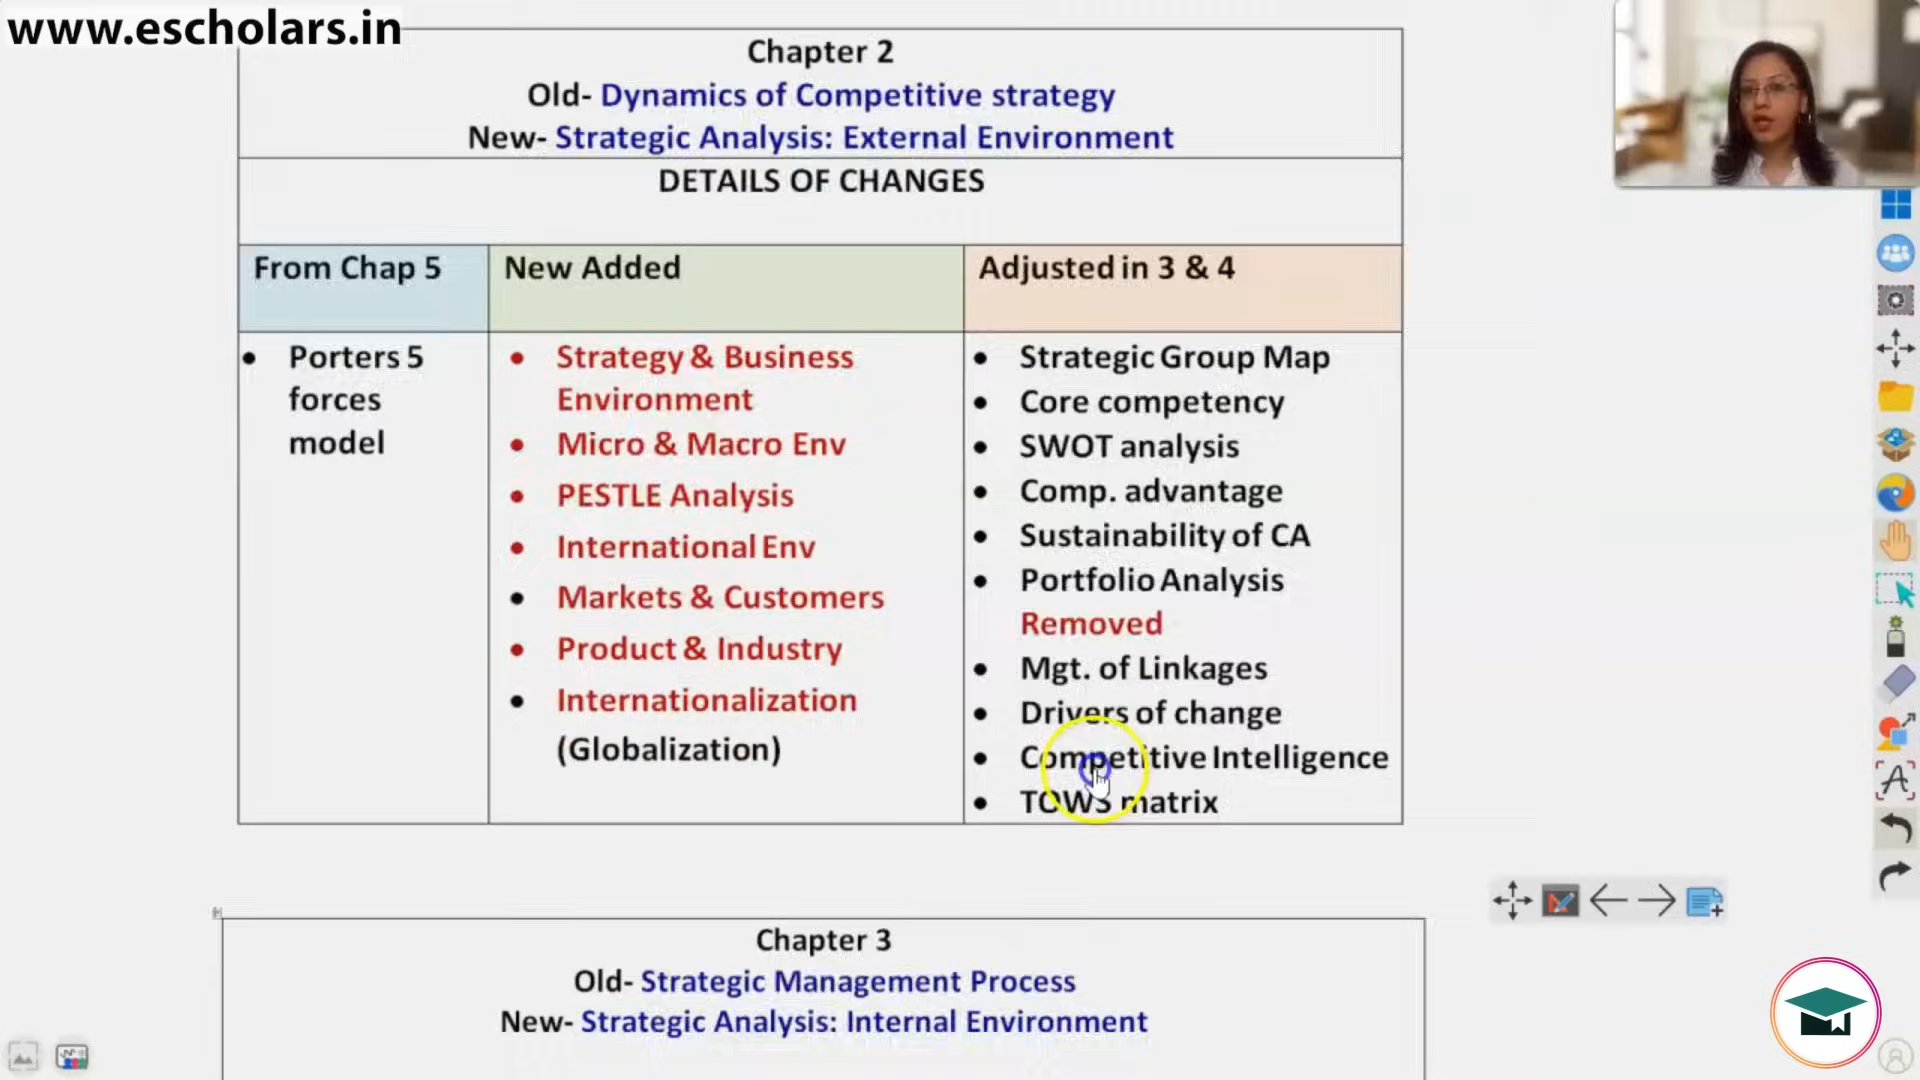 www.escholars.in
Chapter 2
Old- Dynamics of Competitive strategy
New- Strategic Analysis: External Environment
DETAILS OF CHANGES
From Chap 5
New Added
Adjusted in 3 & 4
Porters 5
forces
model
Strategy & Business
Environment
Micro & Macro Env
PESTLE Analysis
International Env
Markets & Customers
Product & Industry
Internationalization
(Globalization)
Strategic Group Map
Core competency
SWOT analysis
Comp. advantage
Sustainability of CA
Portfolio Analysis
Removed
Mgt. of Linkages
Drivers of change
Competitive Intelligence
TOWS matrix
Chapter 3
Old- Strategic Management Process
New- Strategic Analysis: Internal Environment